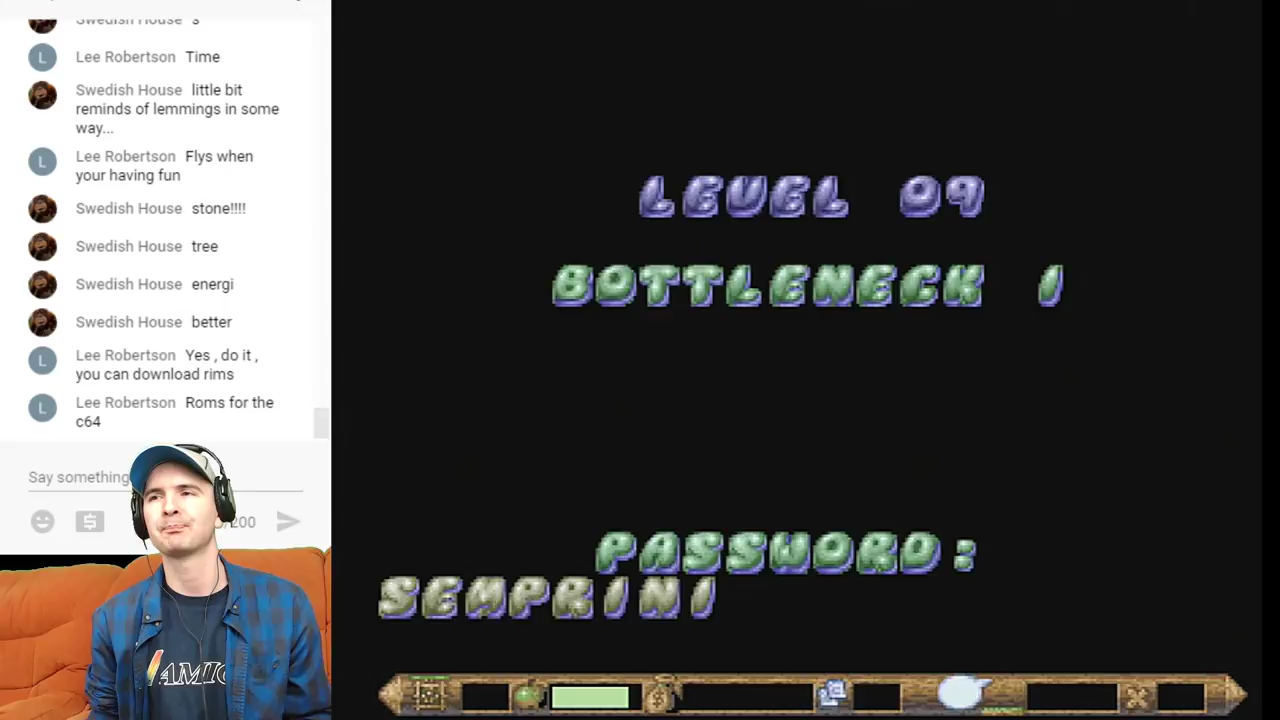 Swedish House s
Lee Robertson Time
Swedish House little bit
reminds of lemmings in some
way...
Lee Robertson Flys when
your having fun
Swedish House stone!!!!
Swedish House tree
Swedish House energi
Swedish House better
Lee Robertson Yes , do it ,
you can download rims
Lee Robertson Roms for the
c64
Say something
/200
LEVEL 09
BOTTLENECK 1
PASSWORD:
SEMPRINI